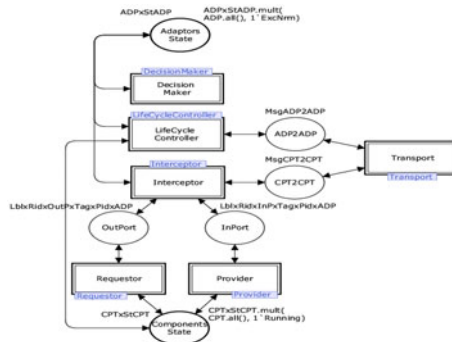 ADPxStADP
ADPxStADP.mult(
ADP.all(), 1`ExcNrm)
Adaptors
State
DecisionMaker
Decision
Maker
LifeCycleController
LifeCycle
Controller
MsgADP2ADP
ADP2ADP
Transport
Transport
MsgCPT2CPT
CPT2CPT
Interceptor
Interceptor
LblxRidxOutPxTagxPidxADP
LblxRidxInPxTagxPidxADP
OutPort
InPort
Requestor
Requestor
Provider
Provider
CPTxStCPT
CPTxStCPT.mult(
CPT.all(), 1`Running)
Components
State